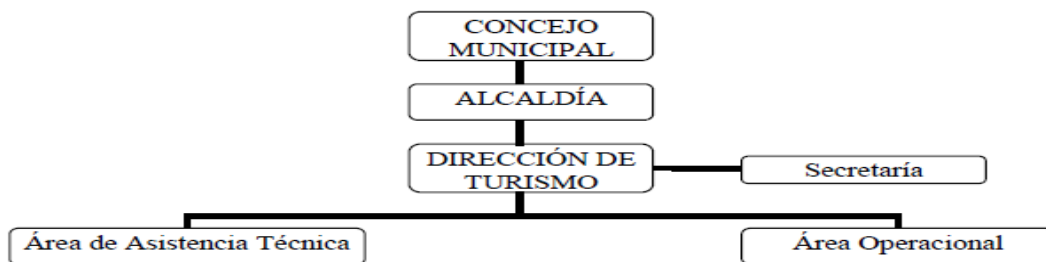 CONCEJO
MUNICIPAL
ALCALDÍA
DIRECCIÓN DE
TURISMO
Secretaría
Área de Asistencia Técnica
Área Operacional